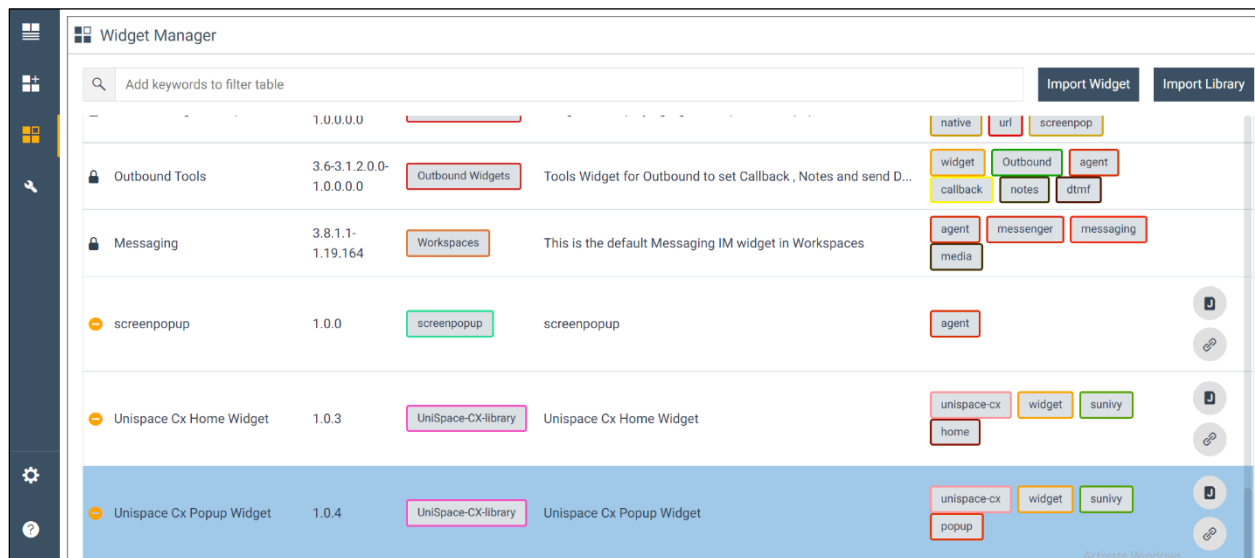 Widget Manager
Add keywords to filter table
Import Widget
Import Library
1.0.0.0.0
native url screenpop
Outbound Tools
3.6-3.1.2.0.0-
1.0.0.0.0
Outbound Widgets
Tools Widget for Outbound to set Callback , Notes and send D...
widget Outbound agent
callback notes dtmf
Messaging
3.8.1.1-
1.19.164
Workspaces
This is the default Messaging IM widget in Workspaces
agent messenger messaging
media
screenpopup
1.0.0
screenpopup
screenpopup
agent
Unispace Cx Home Widget
1.0.3
UniSpace-CX-library
Unispace Cx Home Widget
unispace-cx widget sunivy
home
Unispace Cx Popup Widget
1.0.4
UniSpace-CX-library
Unispace Cx Popup Widget
unispace-cx widget sunivy
popup
Activate Windows